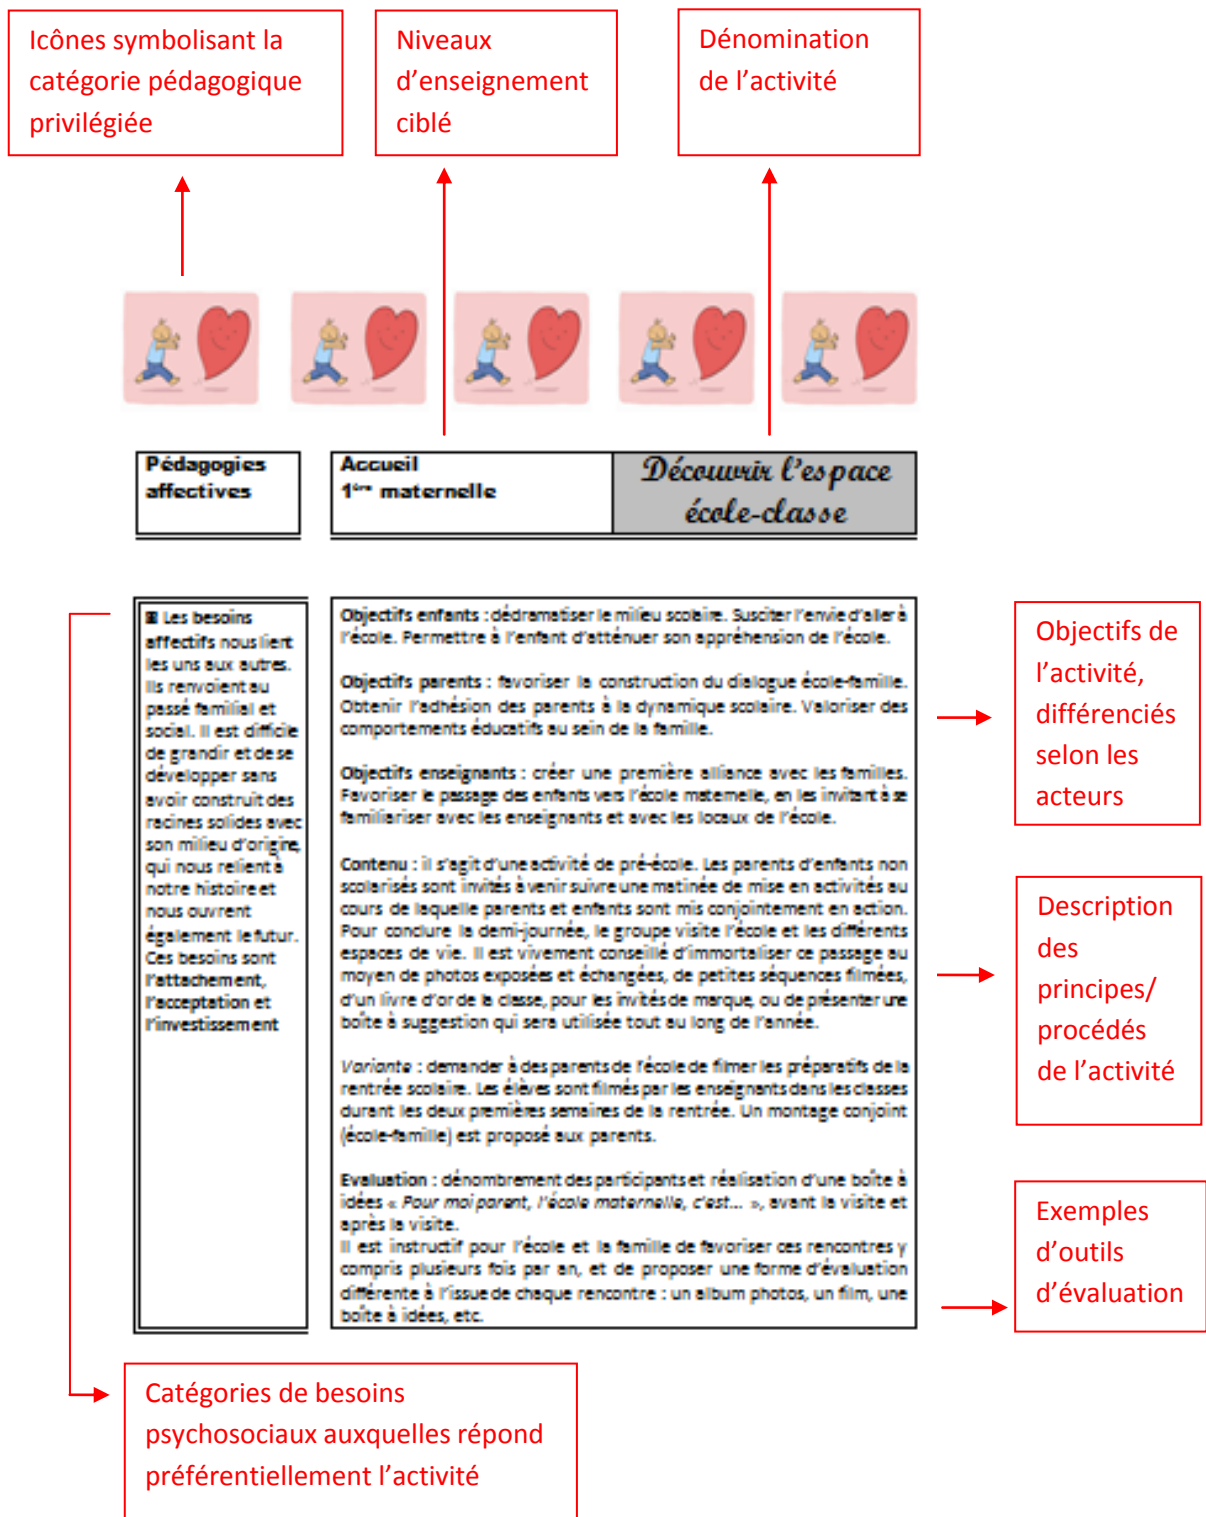 Icônes symbolisant la
catégorie pédagogique
privilégiée
Niveaux
d'enseignement
ciblé
Dénomination
de l'activité
Pédagogies
affectives
Accueil
1ère maternelle
Découvrir l'espace
école-classe
Les besoins
affectifs nous lient
les uns aux autres.
Ils renvoient au
passé familial et
social. Il est difficile
de grandir et de se
développer sans
avoir construit des
racines solides avec
son milieu d'origine,
qui nous relient à
notre histoire et
nous ouvrent
également le futur.
Ces besoins sont
l'attachement,
l'acceptation et
l'investissement
Objectifs enfants : dédramatiser le milieu scolaire. Susciter l'envie d'aller à
l'école. Permettre à l'enfant d'atténuer son appréhension de l'école.
Objectifs parents : favoriser la construction du dialogue école-famille.
Obtenir l'adhésion des parents à la dynamique scolaire. Valoriser des
comportements éducatifs au sein de la famille.
Objectifs enseignants : créer une première alliance avec les familles.
Favoriser le passage des enfants vers l'école maternelle, en les invitant à se
familiariser avec les enseignants et avec les locaux de l'école.
Contenu : il s'agit d'une activité de pré-école. Les parents d'enfants non
scolarisés sont invités à venir suivre une matinée de mise en activités au
cours de laquelle parents et enfants sont mis conjointement en action.
Pour conclure la demi-journée, le groupe visite l'école et les différents
espaces de vie. Il est vivement conseillé d'immortaliser ce passage au
moyen de photos exposées et échangées, de petites séquences filmées,
d'un livre d'or de la classe, pour les invités de marque, ou de présenter une
boîte à suggestion qui sera utilisée tout au long de l'année.
Variante : demander à des parents de l'école de filmer les préparatifs de la
rentrée scolaire. Les élèves sont filmés par les enseignants dans les classes
durant les deux premières semaines de la rentrée. Un montage conjoint
(école-famille) est proposé aux parents.
Evaluation : dénombrement des participants et réalisation d'une boîte à
idées « Pour moi parent, l'école maternelle, c'est... », avant la visite et
après la visite.
Il est instructif pour l'école et la famille de favoriser ces rencontres y
compris plusieurs fois par an, et de proposer une forme d'évaluation
différente à l'issue de chaque rencontre : un album photos, un film, une
boîte à idées, etc.
Objectifs de
l'activité,
différenciés
selon les
acteurs
Description
des
principes/
procédés
de l'activité
Exemples
d'outils
d'évaluation
Catégories de besoins
psychosociaux auxquelles répond
préférentiellement l'activité